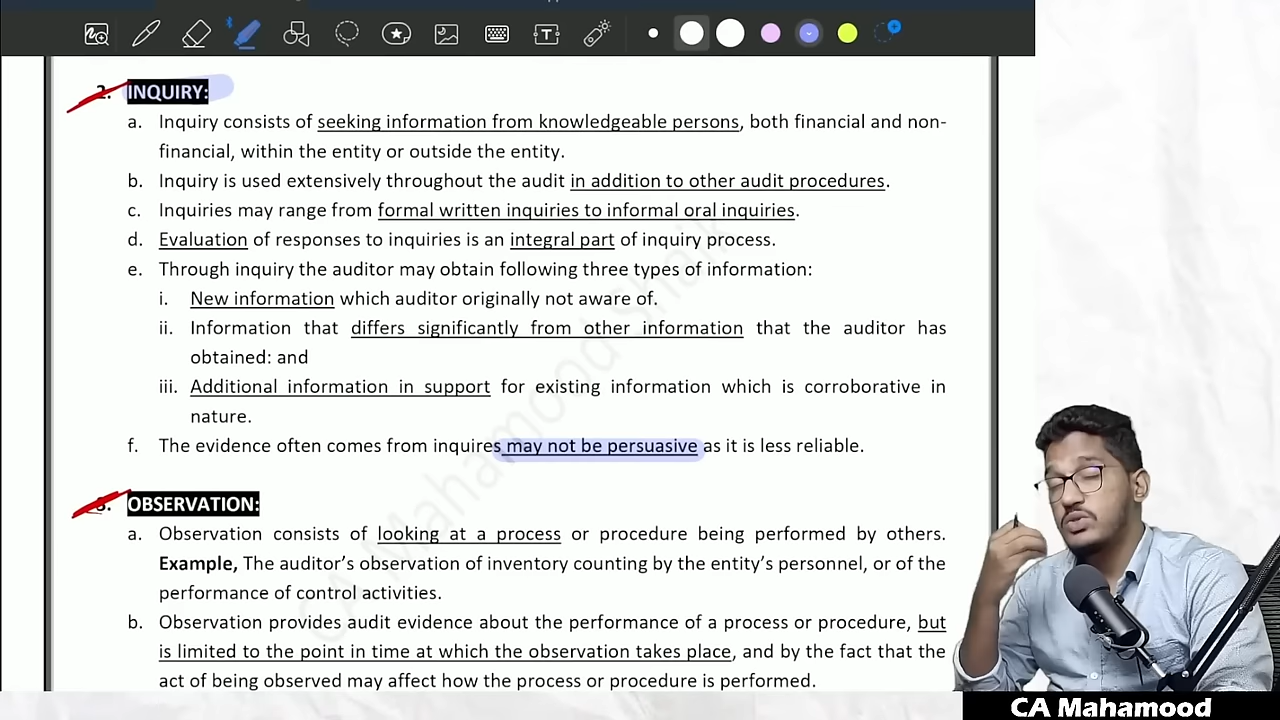 2. INQUIRY:
a. Inquiry consists of seeking information from knowledgeable persons, both financial and non-
financial, within the entity or outside the entity.
b. Inquiry is used extensively throughout the audit in addition to other audit procedures.
c. Inquiries may range from formal written inquiries to informal oral inquiries.
d. Evaluation of responses to inquiries is an integral part of inquiry process.
e. Through inquiry the auditor may obtain following three types of information:
i. New information which auditor originally not aware of.
ii. Information that differs significantly from other information that the auditor has
obtained: and
iii. Additional information in support for existing information which is corroborative in
nature.
f. The evidence often comes from inquires may not be persuasive as it is less reliable.
3. OBSERVATION:
a. Observation consists of looking at a process or procedure being performed by others.
Example, The auditor’s observation of inventory counting by the entity’s personnel, or of the
performance of control activities.
b. Observation provides audit evidence about the performance of a process or procedure, but
is limited to the point in time at which the observation takes place, and by the fact that the
act of being observed may affect how the process or procedure is performed.
CA Mahamood Shaik
CA Mahamood